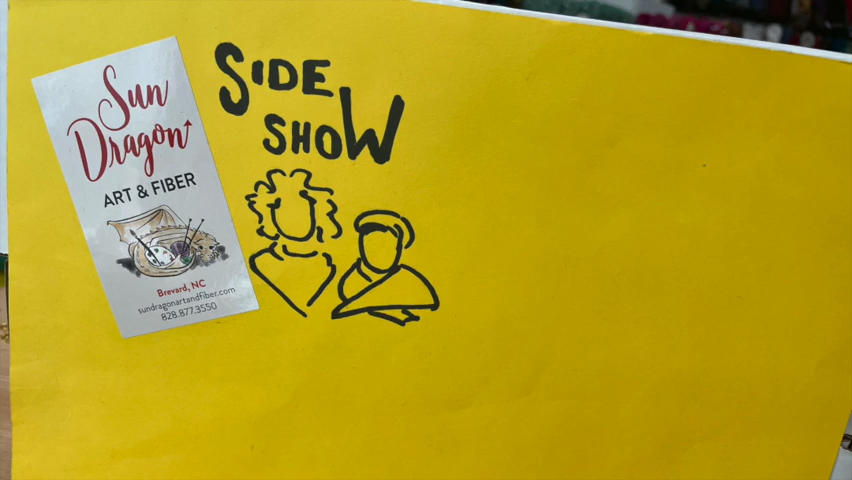 Sun
Dragon
ART & FIBER
Brevard, NC
sundragonartandfiber.com
828.877.3550
SIDE
SHOW